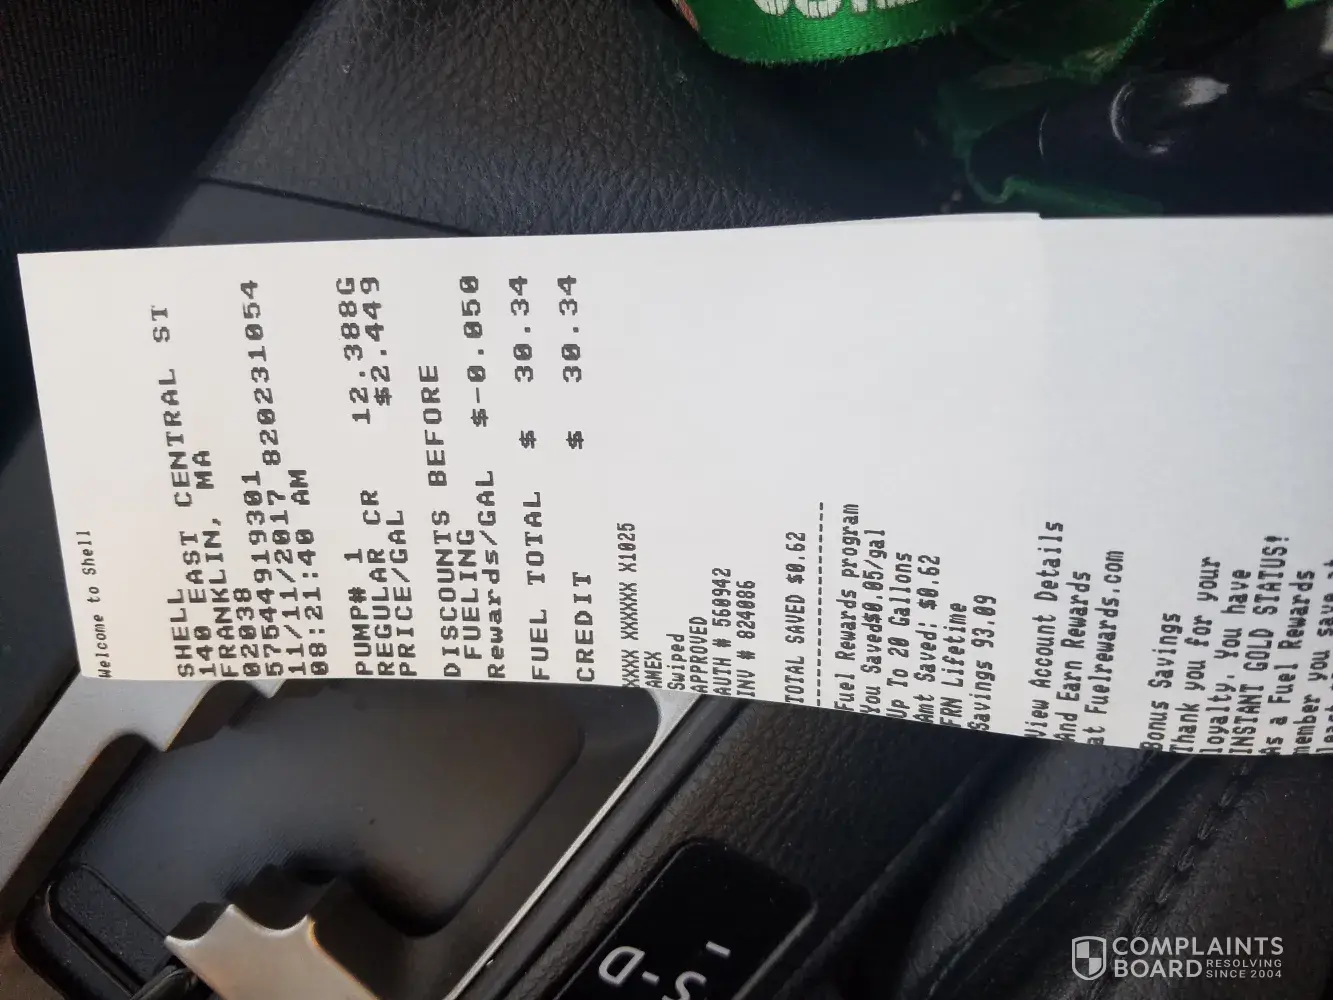 Welcome to Shell
SHELL
140 EAST CENTRAL ST
FRANKLIN, MA
02038
57544919301
11/11/2017 820231054
08:21:40 AM
PUMP# 1
REGULAR CR 12.388G
PRICE/GAL $2.449
DISCOUNTS BEFORE
FUELING
Rewards/GAL $-0.050
FUEL TOTAL $ 30.34
CREDIT $ 30.34
XXXX XXXXXX X1025
AMEX
Swiped
APPROVED
AUTH # 560942
INV # 824086
TOTAL SAVED $0.62
--------------------
Fuel Rewards program
You Saved$0.05/gal
Up To 20 Gallons
Amt Saved: $0.62
FRN Lifetime
Savings 93.09
View Account Details
And Earn Rewards
at Fuelrewards.com
Bonus Savings
Thank you for your
loyalty. You have
INSTANT GOLD STATUS!
As a Fuel Rewards
member you save at
D-S
COMPLAINTS
BOARD RESOLVING
SINCE 2004